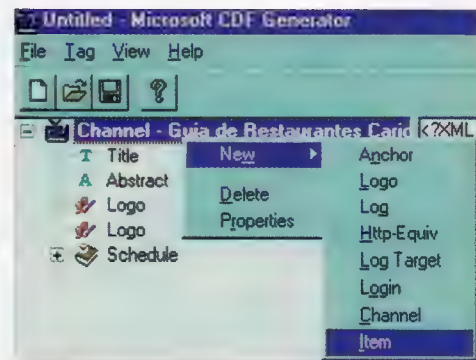 Untitled - Microsoft CDF Generator
File Tag View Help
Channel - Guia de Restaurantes Caric
<?XML
Title
Abstract
Logo
Logo
Schedule
New
Delete
Properties
Anchor
Logo
Log
Http-Equiv
Log Target
Login
Channel
Item